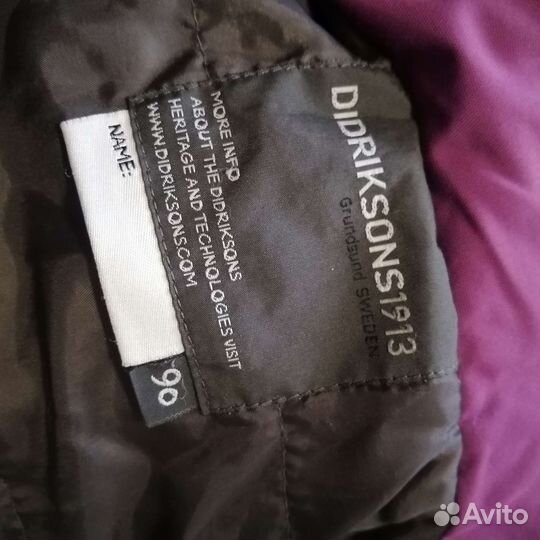 DIDRIKSONS1913
Grundsund SWEDEN
MORE INFO
ABOUT THE DIDRIKSONS
HERITAGE AND TECHNOLOGIES VISIT
WWW.DIDRIKSONS.COM
NAME:
90
Avito